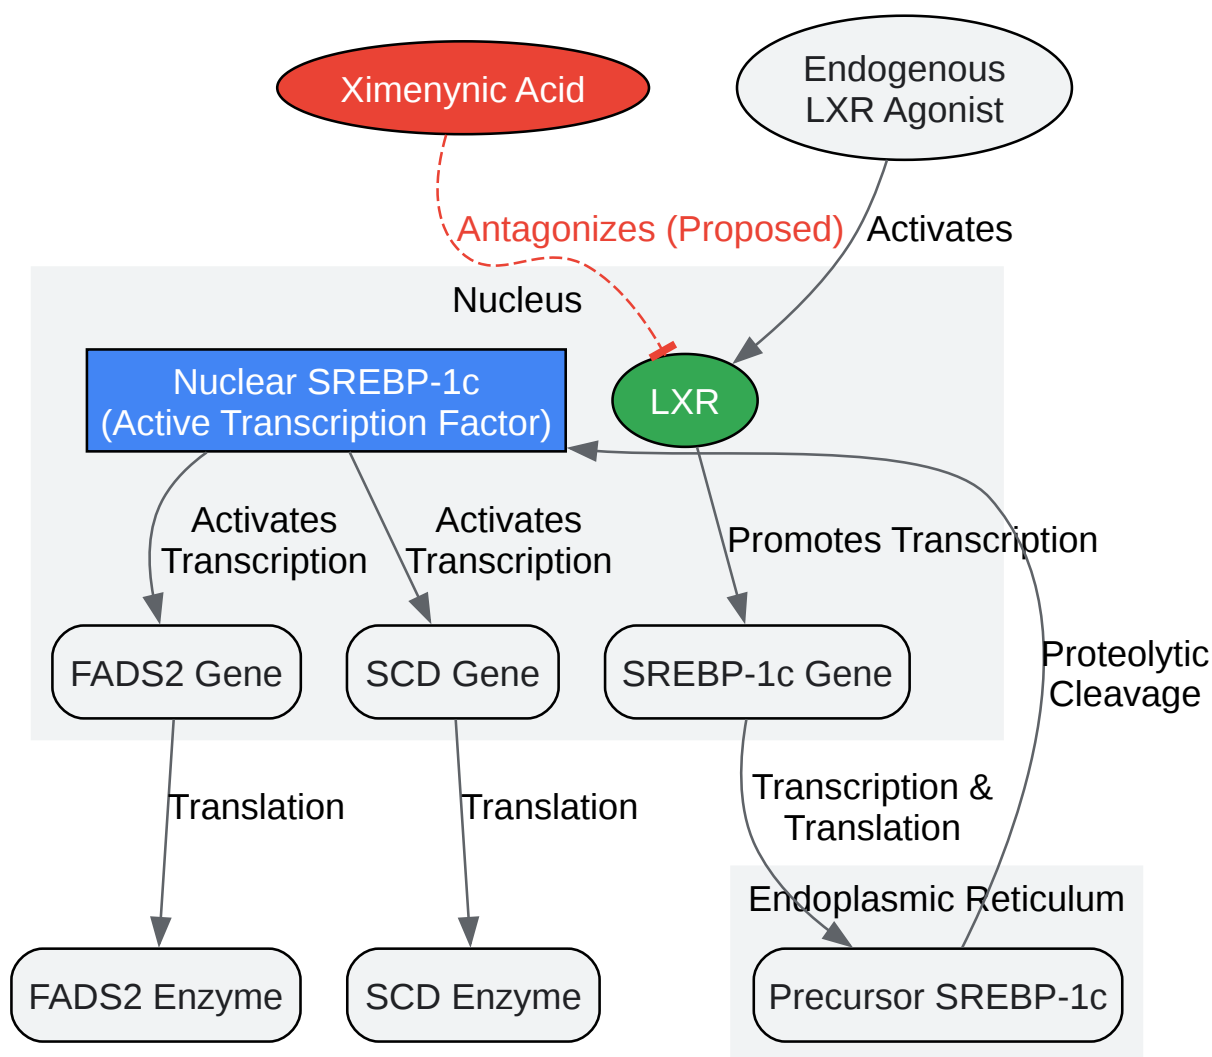 Ximenynic Acid
Endogenous
LXR Agonist
Antagonizes (Proposed)
Activates
Nucleus
Nuclear SREBP-1c
(Active Transcription Factor)
LXR
Activates
Transcription
Activates
Transcription
Promotes Transcription
FADS2 Gene
SCD Gene
SREBP-1c Gene
Proteolytic
Cleavage
Translation
Translation
Transcription &
Translation
Endoplasmic Reticulum
FADS2 Enzyme
SCD Enzyme
Precursor SREBP-1c